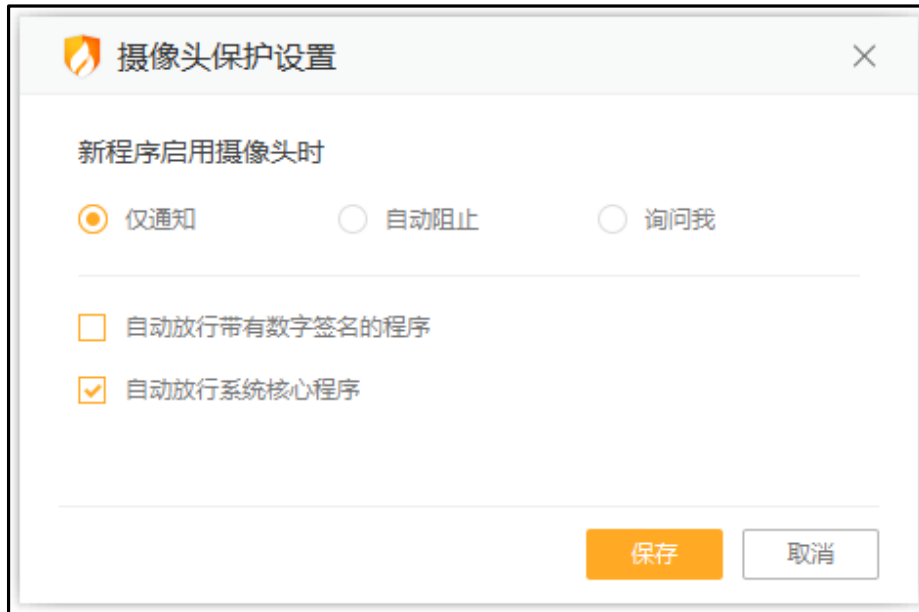 摄像头保护设置
新程序启用摄像头时
仅通知 自动阻止 询问我
自动放行带有数字签名的程序
自动放行系统核心程序
保存 取消